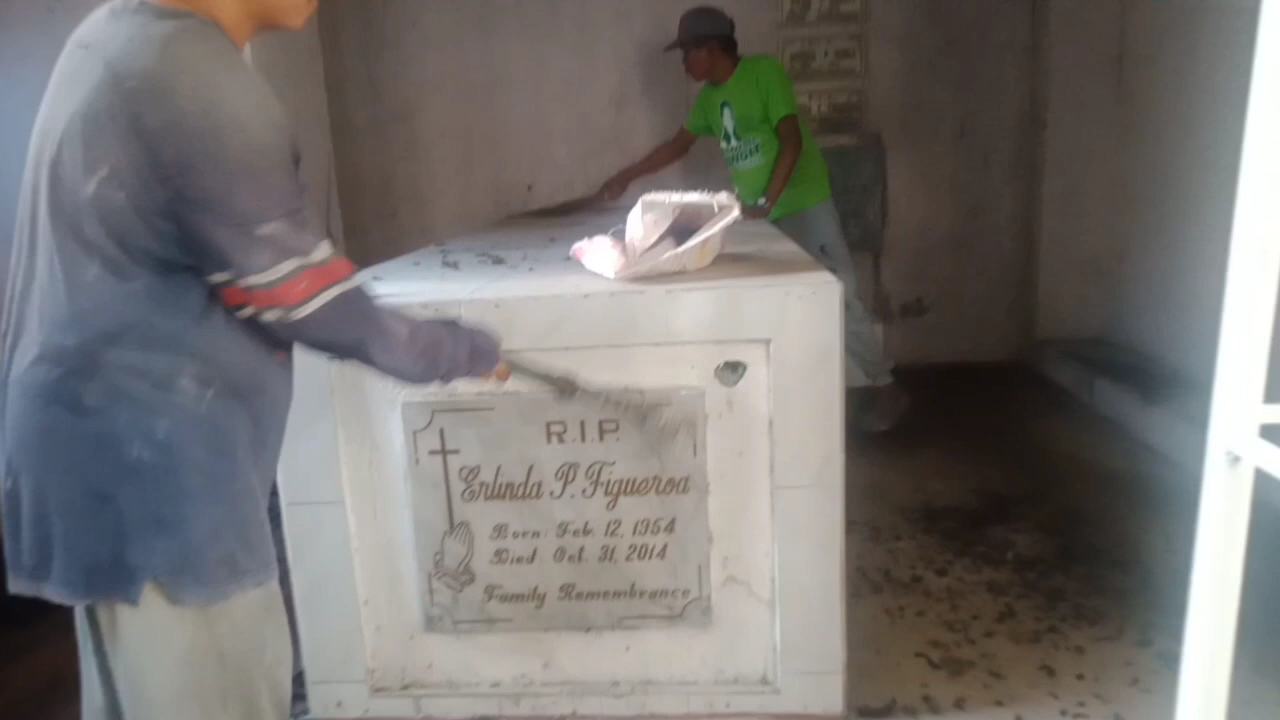 R.I.P.
Erlinda P. Figueroa
Born: Feb. 12, 1954
Died Oct. 31, 2014
Family Remembrance